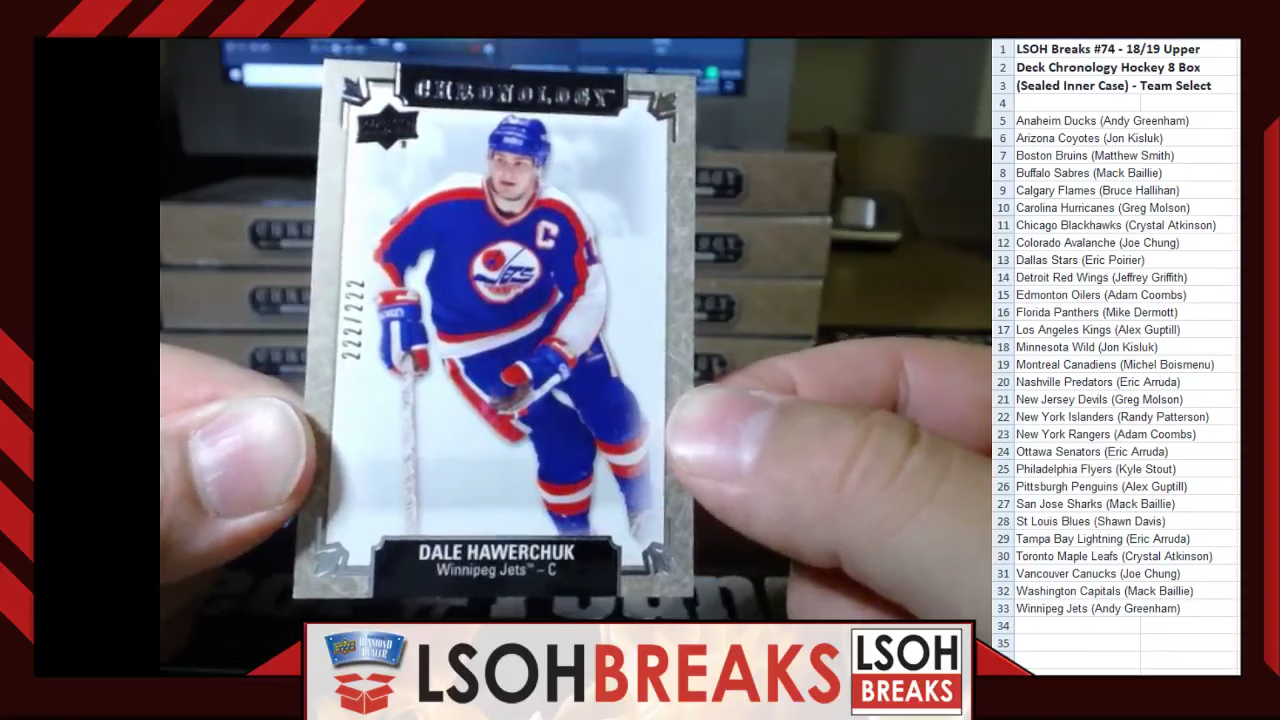 CHRONOLOGY
UPPER DECK
C
JETS
222/222
DALE HAWERCHUK
Winnipeg Jets™ – C
1 LSOH Breaks #74 - 18/19 Upper
2 Deck Chronology Hockey 8 Box
3 (Sealed Inner Case) - Team Select
4
5 Anaheim Ducks (Andy Greenham)
6 Arizona Coyotes (Jon Kisluk)
7 Boston Bruins (Matthew Smith)
8 Buffalo Sabres (Mack Baillie)
9 Calgary Flames (Bruce Hallihan)
10 Carolina Hurricanes (Greg Molson)
11 Chicago Blackhawks (Crystal Atkinson)
12 Colorado Avalanche (Joe Chung)
13 Dallas Stars (Eric Poirier)
14 Detroit Red Wings (Jeffrey Griffith)
15 Edmonton Oilers (Adam Coombs)
16 Florida Panthers (Mike Dermott)
17 Los Angeles Kings (Alex Guptill)
18 Minnesota Wild (Jon Kisluk)
19 Montreal Canadiens (Michel Boismenu)
20 Nashville Predators (Eric Arruda)
21 New Jersey Devils (Greg Molson)
22 New York Islanders (Randy Patterson)
23 New York Rangers (Adam Coombs)
24 Ottawa Senators (Eric Arruda)
25 Philadelphia Flyers (Kyle Stout)
26 Pittsburgh Penguins (Alex Guptill)
27 San Jose Sharks (Mack Baillie)
28 St Louis Blues (Shawn Davis)
29 Tampa Bay Lightning (Eric Arruda)
30 Toronto Maple Leafs (Crystal Atkinson)
31 Vancouver Canucks (Joe Chung)
32 Washington Capitals (Mack Baillie)
33 Winnipeg Jets (Andy Greenham)
34
35
DIAMOND
DEALER
LSOHBREAKS
LSOH
BREAKS